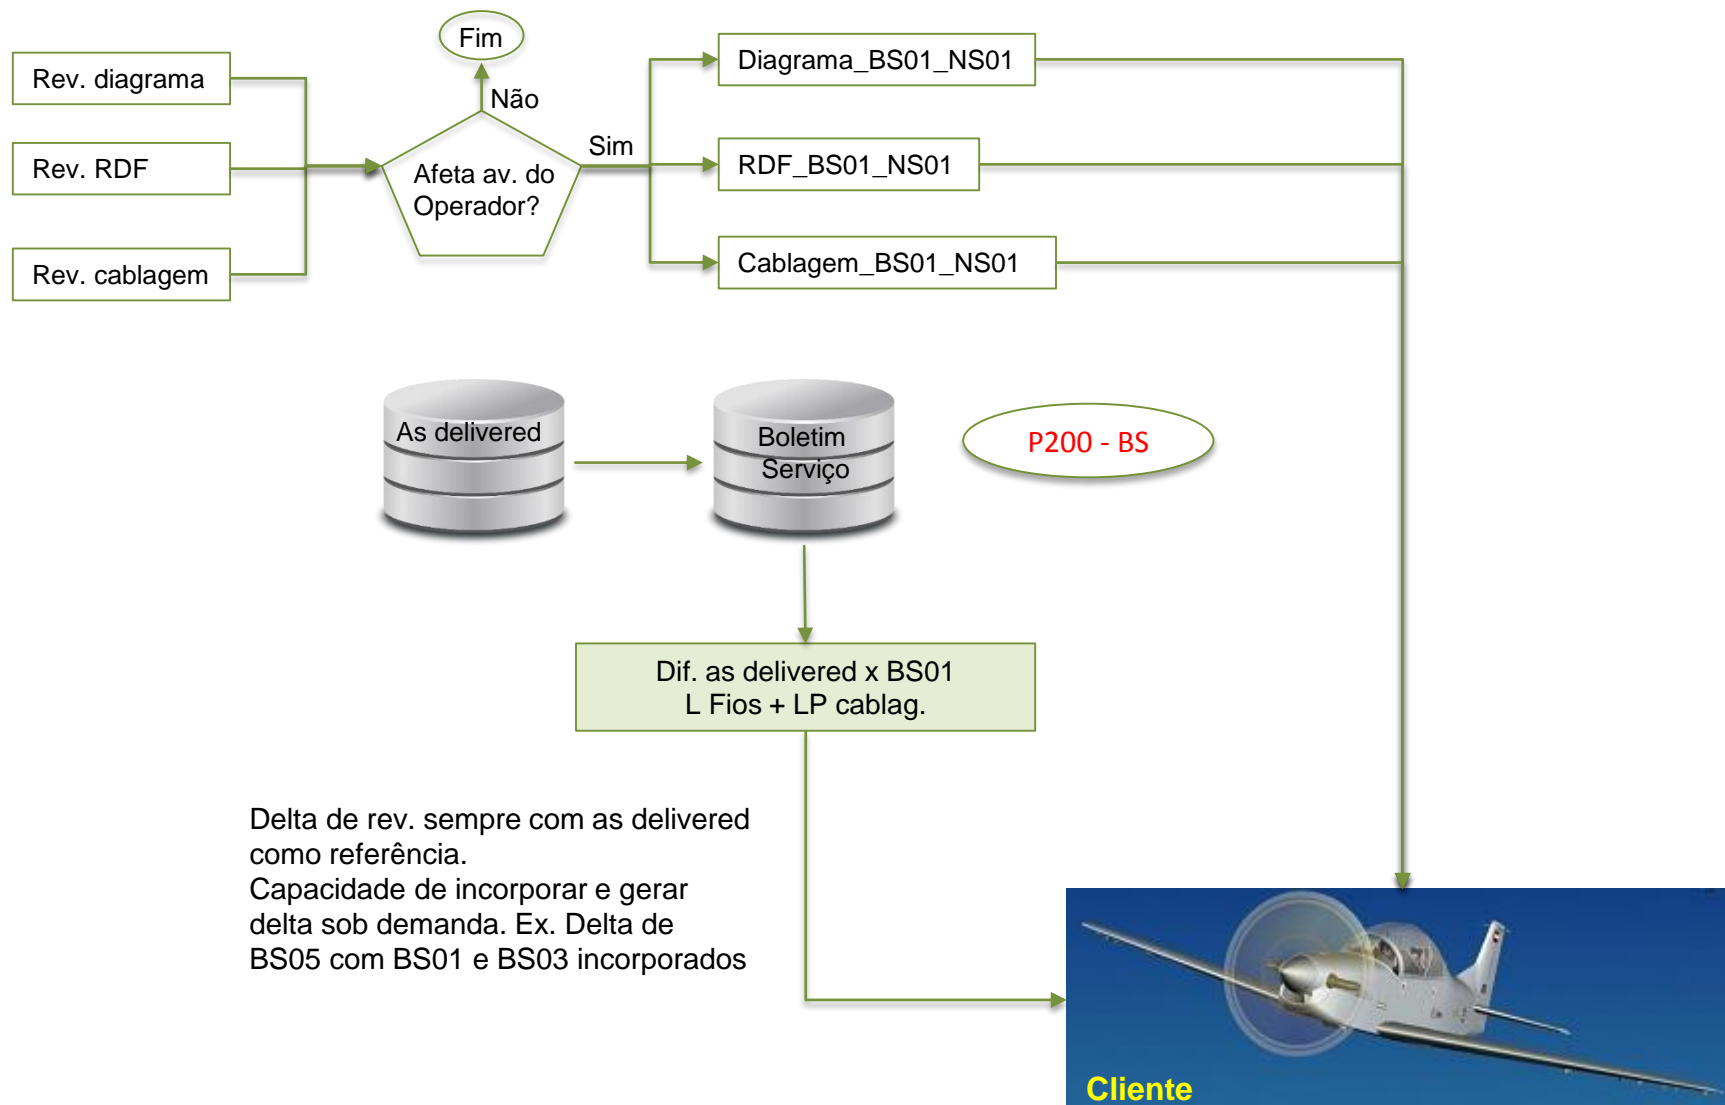 Fim
Rev. diagrama
Diagrama_BS01_NS01
Não
Sim
Rev. RDF
Afeta av. do
Operador?
RDF_BS01_NS01
Rev. cablagem
Cablagem_BS01_NS01
As delivered
Boletim
Serviço
P200 - BS
Dif. as delivered x BS01
L Fios + LP cablag.
Delta de rev. sempre com as delivered
como referência.
Capacidade de incorporar e gerar
delta sob demanda. Ex. Delta de
BS05 com BS01 e BS03 incorporados
Cliente